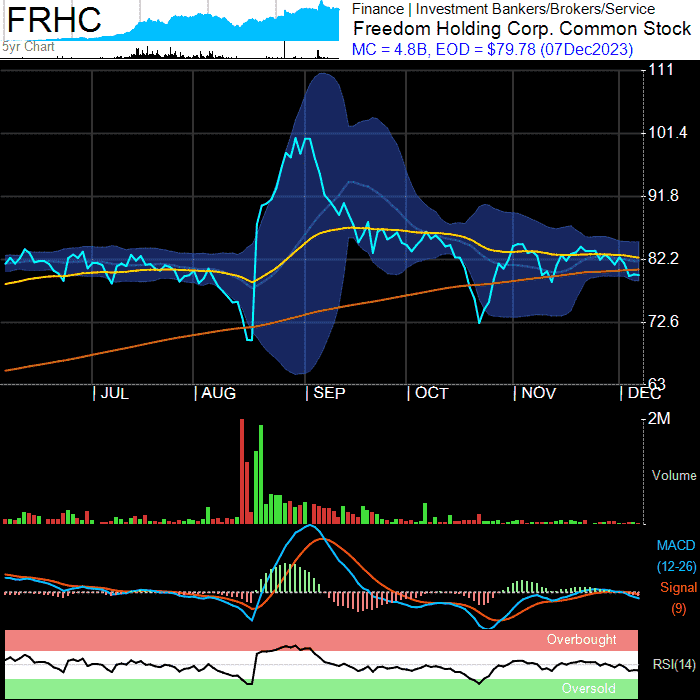 FRHC
5yr Chart
Finance | Investment Bankers/Brokers/Service
Freedom Holding Corp. Common Stock
MC = 4.8B, EOD = $79.78 (07Dec2023)
111
101.4
91.8
82.2
72.6
63
JUL AUG SEP OCT NOV DEC
2M
Volume
MACD
(12-26)
Signal
(9)
Overbought
RSI(14)
Oversold